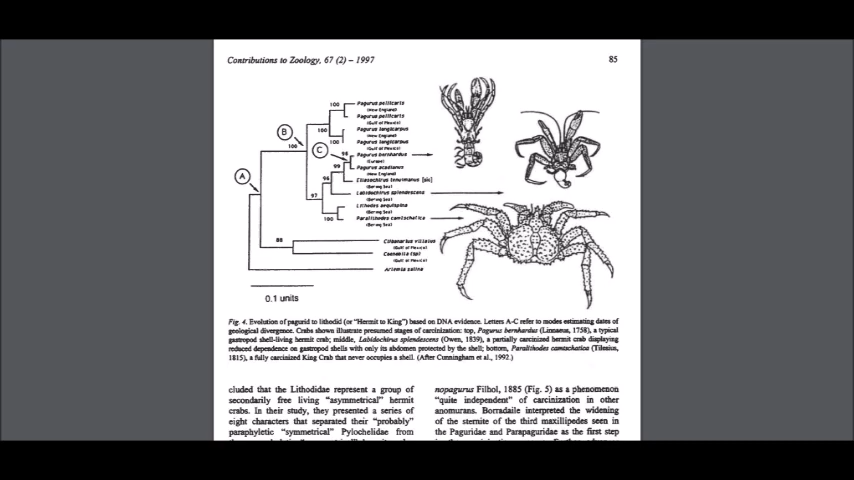 Contributions to Zoology, 67 (2) – 1997
85
100
Pagurus pollicaris
(New England)
Pagurus pollicaris
(Gulf of Mexico)
B
100
Pagurus longicarpus
(New England)
100
Pagurus longicarpus
(Gulf of Mexico)
100
C
98
Pagurus bernhardus
(Europe)
99
Pagurus acadianus
(New England)
A
96
Elassochirus tenuimanus [sic]
(Bering Sea)
97
Labidochirus splendescens
(Bering Sea)
Lithodes aequispina
(Bering Sea)
100
Paralithodes camtschatica
(Bering Sea)
88
Clibanarius vittatus
(Gulf of Mexico)
Coenobita (sp)
(Gulf of Mexico)
Artemia salina
0.1 units
Fig. 4. Evolution of pagurid to lithodid (or "Hermit to King") based on DNA evidence. Letters A-C refer to modes estimating dates of
geological divergence. Crabs shown illustrate presumed stages of carcinization: top, Pagurus bernhardus (Linnaeus, 1758), a typical
gastropod shell-living hermit crab; middle, Labidochirus splendescens (Owen, 1839), a partially carcinized hermit crab displaying
reduced dependence on gastropod shells with only its abdomen protected by the shell; bottom, Paralithodes camtschatica (Tilesius,
1815), a fully carcinized King Crab that never occupies a shell. (After Cunningham et al., 1992.)
cluded that the Lithodidae represent a group of
secondarily free living "asymmetrical" hermit
crabs. In their study, they presented a series of
eight characters that separated their "probably"
paraphyletic "symmetrical" Pylochelidae from
nopagurus Filhol, 1885 (Fig. 5) as a phenomenon
"quite independent" of carcinization in other
anomurans. Borradaile interpreted the widening
of the sternite of the third maxillipedes seen in
the Paguridae and Parapaguridae as the first step